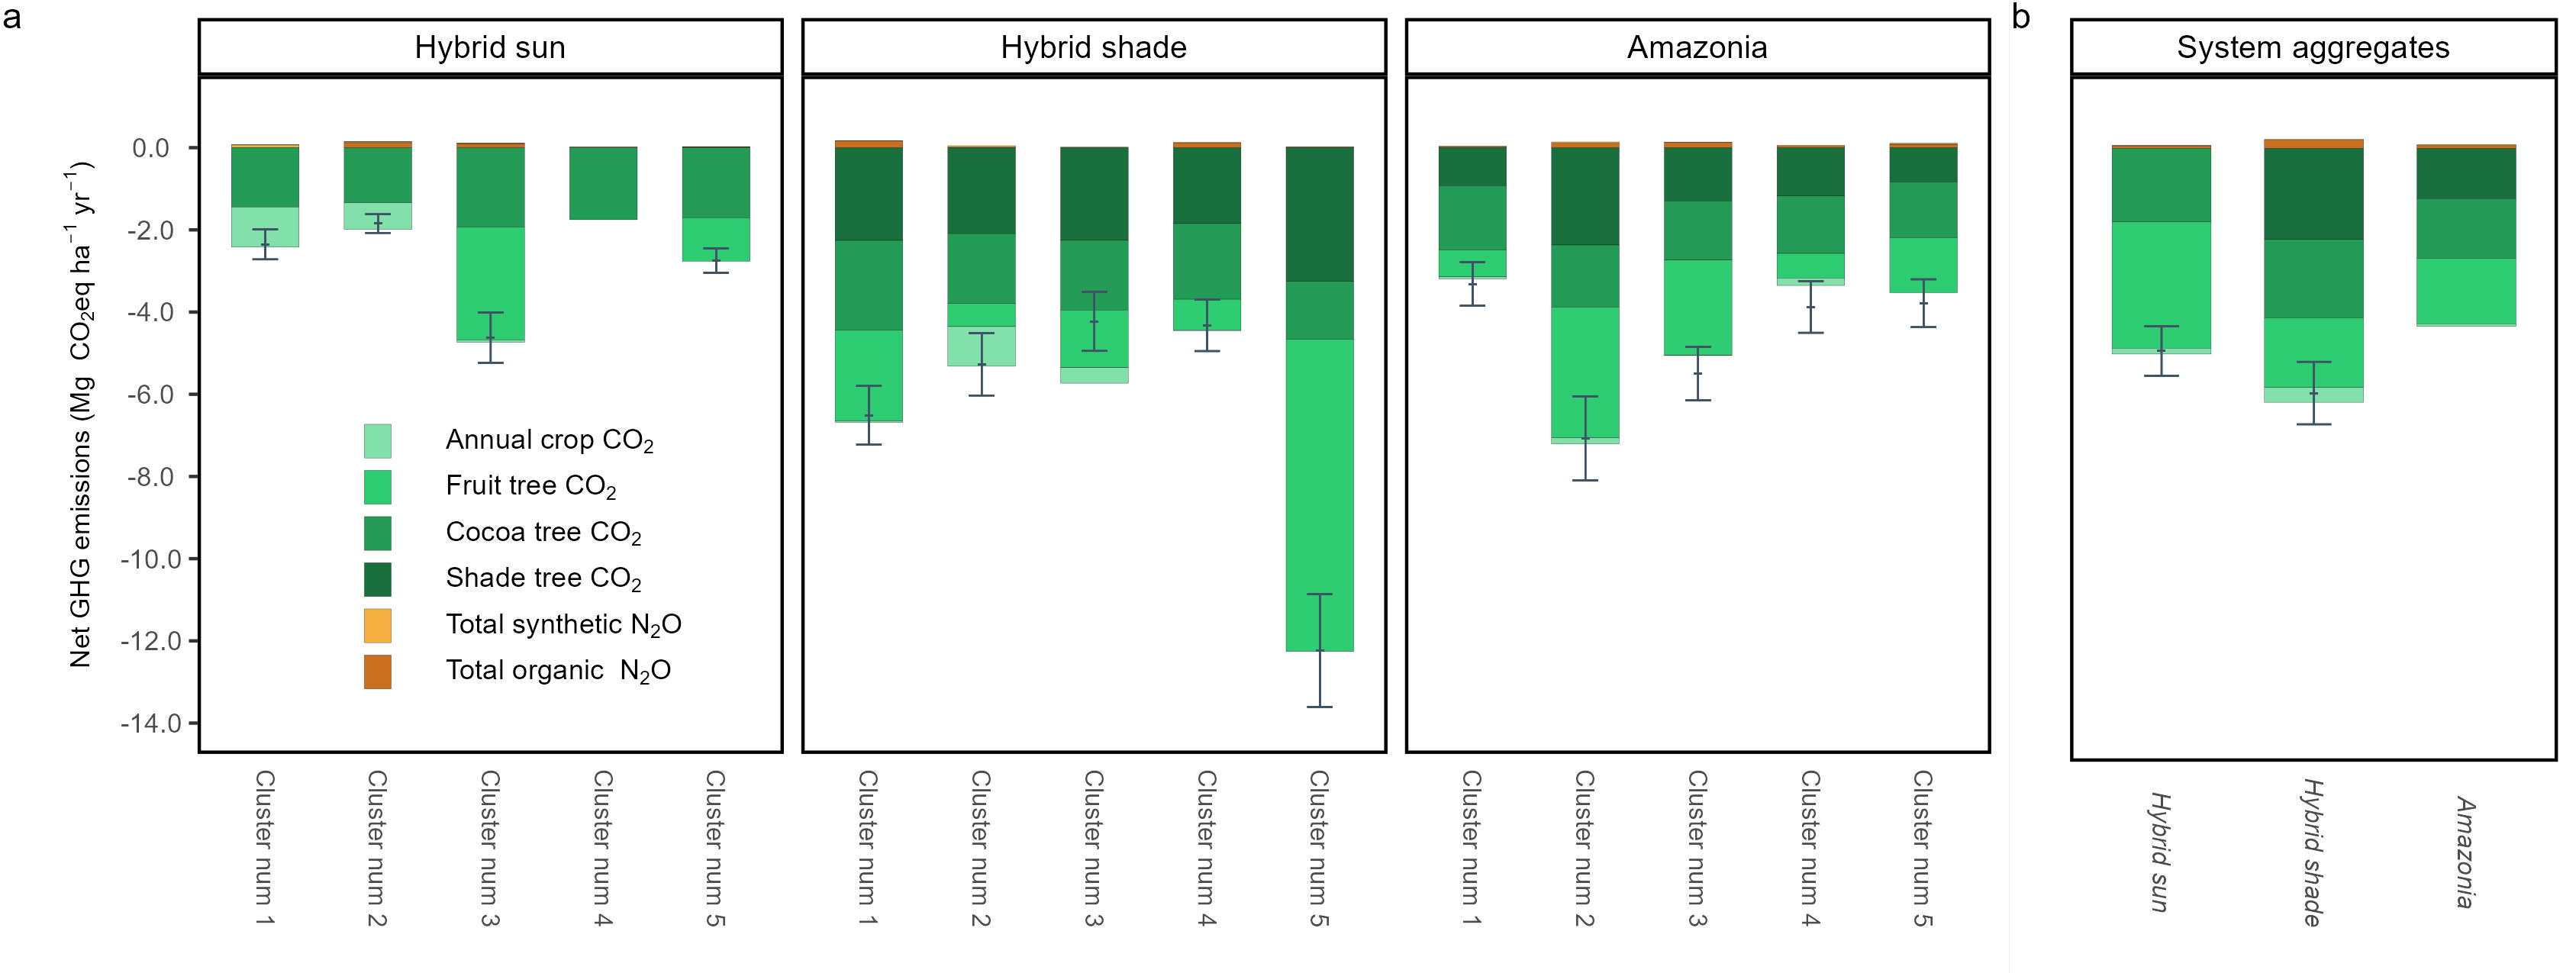 a
Hybrid sun
Hybrid shade
Amazonia
b
System aggregates
Net GHG emissions (Mg CO₂eq ha⁻¹ yr⁻¹)
0.0
-2.0
-4.0
-6.0
-8.0
-10.0
-12.0
-14.0
Annual crop CO₂
Fruit tree CO₂
Cocoa tree CO₂
Shade tree CO₂
Total synthetic N₂O
Total organic N₂O
Cluster num 1
Cluster num 2
Cluster num 3
Cluster num 4
Cluster num 5
Cluster num 1
Cluster num 2
Cluster num 3
Cluster num 4
Cluster num 5
Cluster num 1
Cluster num 2
Cluster num 3
Cluster num 4
Cluster num 5
Hybrid sun
Hybrid shade
Amazonia